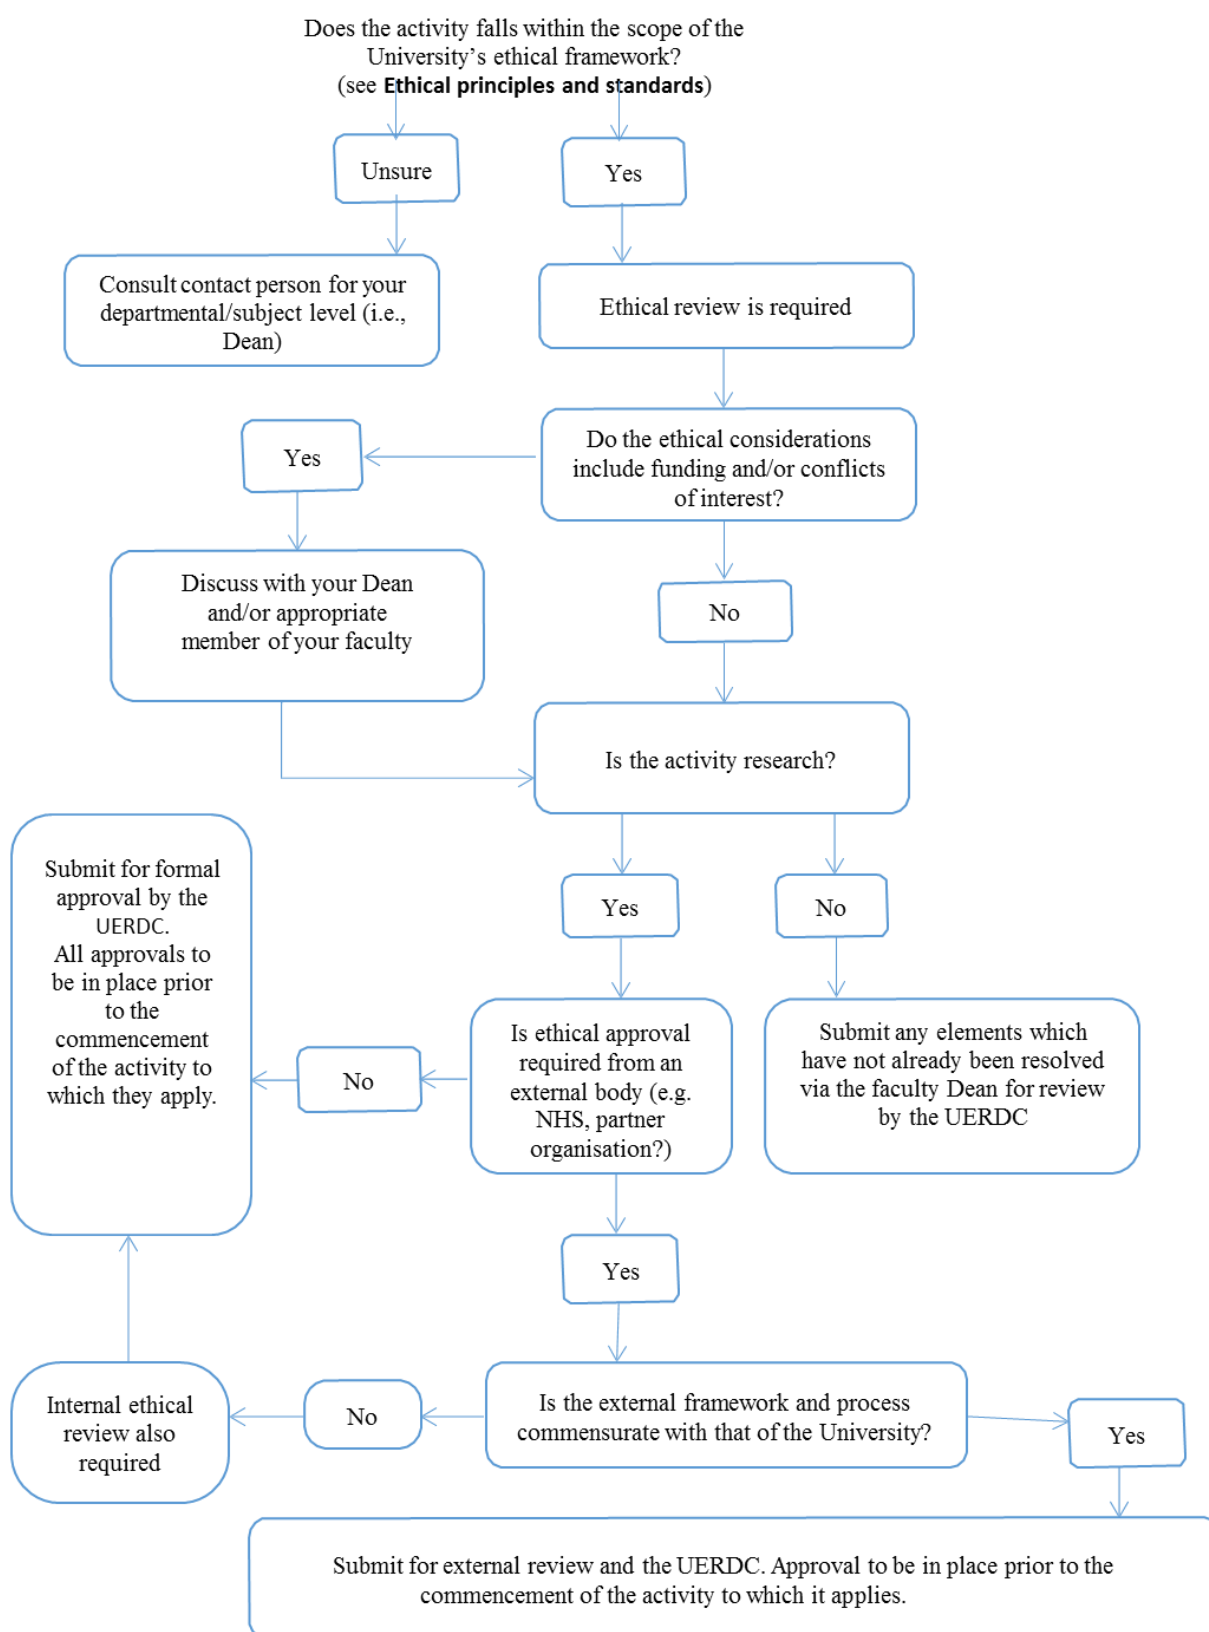 Does the activity falls within the scope of the
University's ethical framework?
(see Ethical principles and standards)
Unsure
Yes
Consult contact person for your
departmental/subject level (i.e.,
Dean)
Ethical review is required
Do the ethical considerations
include funding and/or conflicts
of interest?
Yes
Discuss with your Dean
and/or appropriate
member of your faculty
No
Is the activity research?
Yes
No
Submit for formal
approval by the
UERDC.
All approvals to
be in place prior
to the
commencement
of the activity to
which they apply.
No
Is ethical approval
required from an
external body (e.g.
NHS, partner
organisation?)
Submit any elements which
have not already been resolved
via the faculty Dean for review
by the UERDC
Yes
Internal ethical
review also
required
No
Is the external framework and process
commensurate with that of the University?
Yes
Submit for external review and the UERDC. Approval to be in place prior to the
commencement of the activity to which it applies.